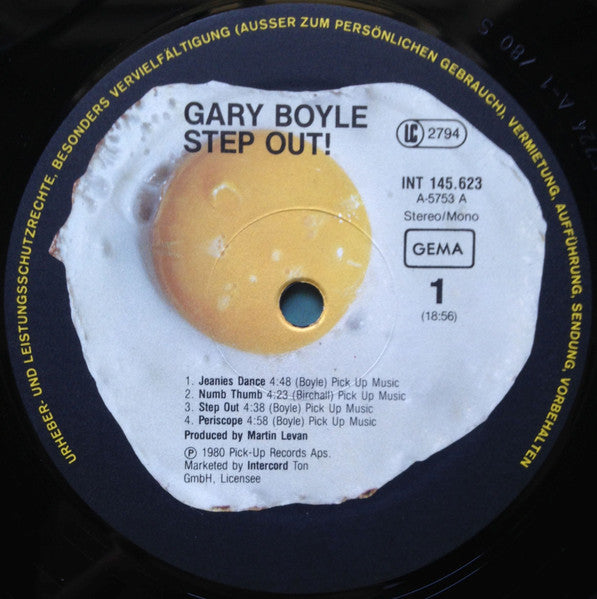 URHEBER- UND LEISTUNGSSCHUTZRECHTE, BESONDERS VERVIELFÄLTIGUNG (AUSSER ZUM PERSÖNLICHEN GEBRAUCH), VERMIETUNG, AUFFÜHRUNG, SENDUNG, VORBEHALTEN
GARY BOYLE
STEP OUT!
LC 2794
INT 145.623
A-5753 A
Stereo/Mono
GEMA
1
(18:56)
1. Jeanies Dance 4:48 (Boyle) Pick Up Music
2. Numb Thumb 4:23 (Birchall) Pick Up Music
3. Step Out 4:38 (Boyle) Pick Up Music
4. Periscope 4:58 (Boyle) Pick Up Music
Produced by Martin Levan
℗ 1980 Pick-Up Records Aps.
Marketed by Intercord Ton
GmbH, Licensee